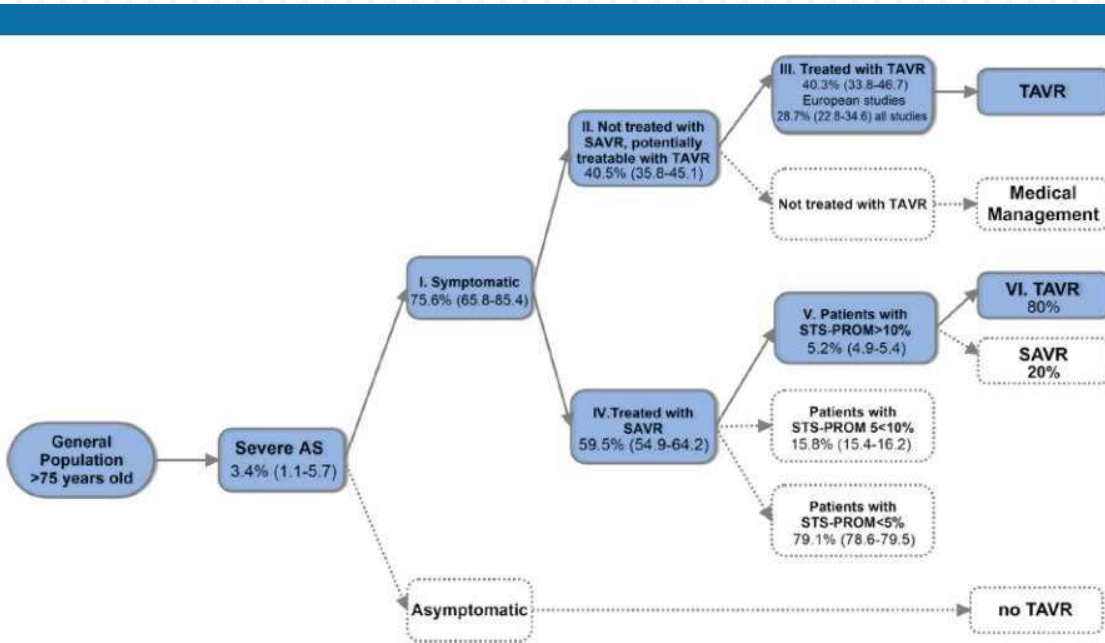 III. Treated with TAVR
40.3% (33.8-46.7)
European studies
28.7% (22.8-34.6) all studies
TAVR
II. Not treated with
SAVR, potentially
treatable with TAVR
40.5% (35.8-45.1)
Not treated with TAVR
Medical
Management
I. Symptomatic
75.6% (65.8-85.4)
V. Patients with
STS-PROM>10%
5.2% (4.9-5.4)
VI. TAVR
80%
SAVR
20%
IV.Treated with
SAVR
59.5% (54.9-64.2)
Patients with
STS-PROM 5<10%
15.8% (15.4-16.2)
General
Population
>75 years old
Severe AS
3.4% (1.1-5.7)
Patients with
STS-PROM<5%
79.1% (78.6-79.5)
Asymptomatic
no TAVR